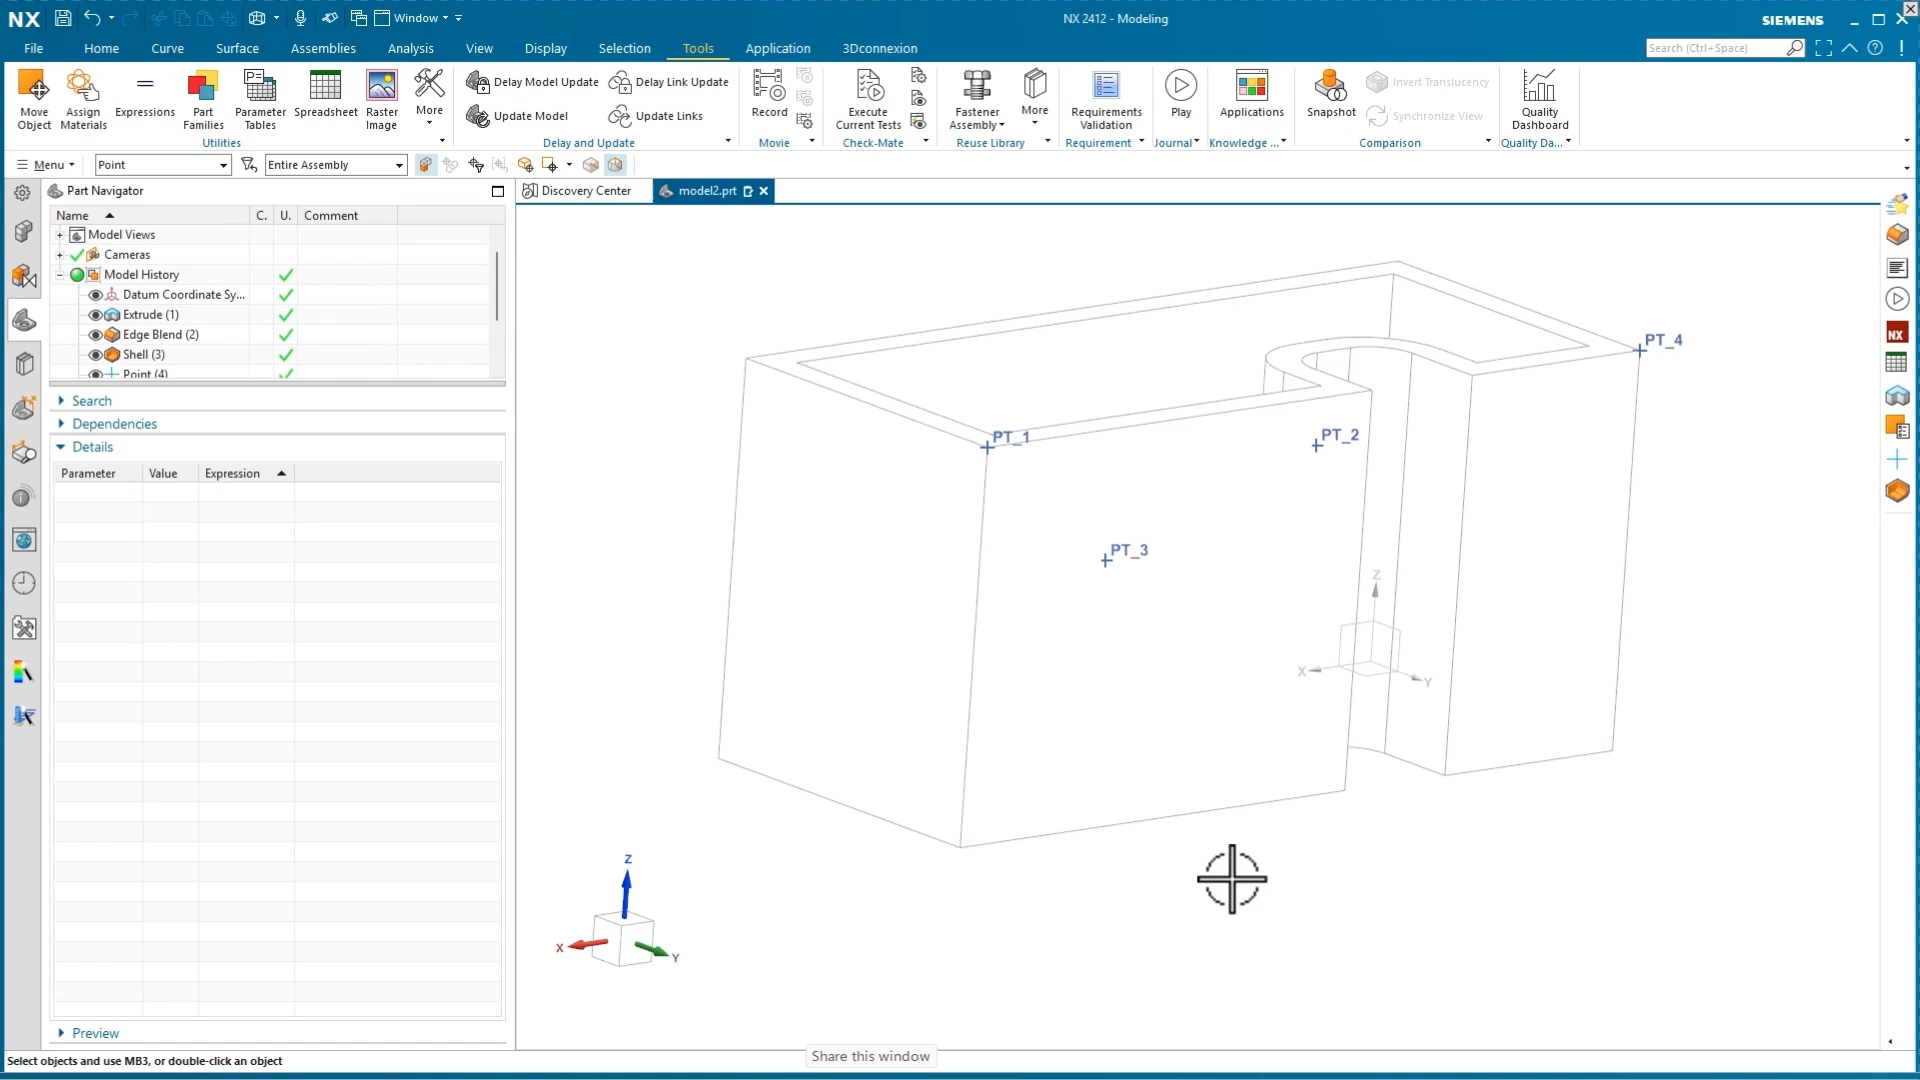 NX
Window
NX 2412 - Modeling
SIEMENS
File
Home
Curve
Surface
Assemblies
Analysis
View
Display
Selection
Tools
Application
3Dconnexion
Search (Ctrl+Space)
Move Object
Assign Materials
Expressions
Part Families
Parameter Tables
Spreadsheet
Raster Image
More
Delay Model Update
Delay Link Update
Update Model
Update Links
Record
Execute Current Tests
Fastener Assembly
More
Requirements Validation
Play
Applications
Snapshot
Invert Translucency
Synchronize View
Quality Dashboard
Utilities
Delay and Update
Movie
Check-Mate
Reuse Library
Requirement
Journal
Knowledge ...
Comparison
Quality Da...
Menu
Point
Entire Assembly
Part Navigator
Discovery Center
model2.prt
Name
C.
U.
Comment
Model Views
Cameras
Model History
Datum Coordinate Sy...
Extrude (1)
Edge Blend (2)
Shell (3)
Point (4)
Search
Dependencies
Details
Parameter
Value
Expression
Preview
PT_4
PT_1
PT_2
PT_3
Z
X
Y
Z
X
Y
NX
Select objects and use MB3, or double-click an object
Share this window